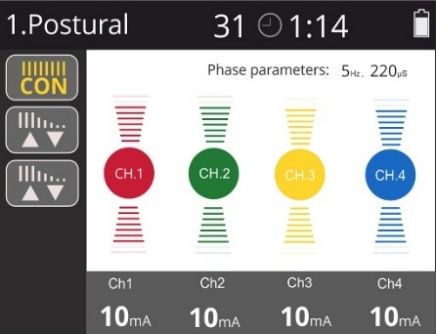 1.Postural 31 1:14
CON
Phase parameters: 5Hz, 220µs
CH.1 CH.2 CH.3 CH.4
Ch1 Ch2 Ch3 Ch4
10mA 10mA 10mA 10mA